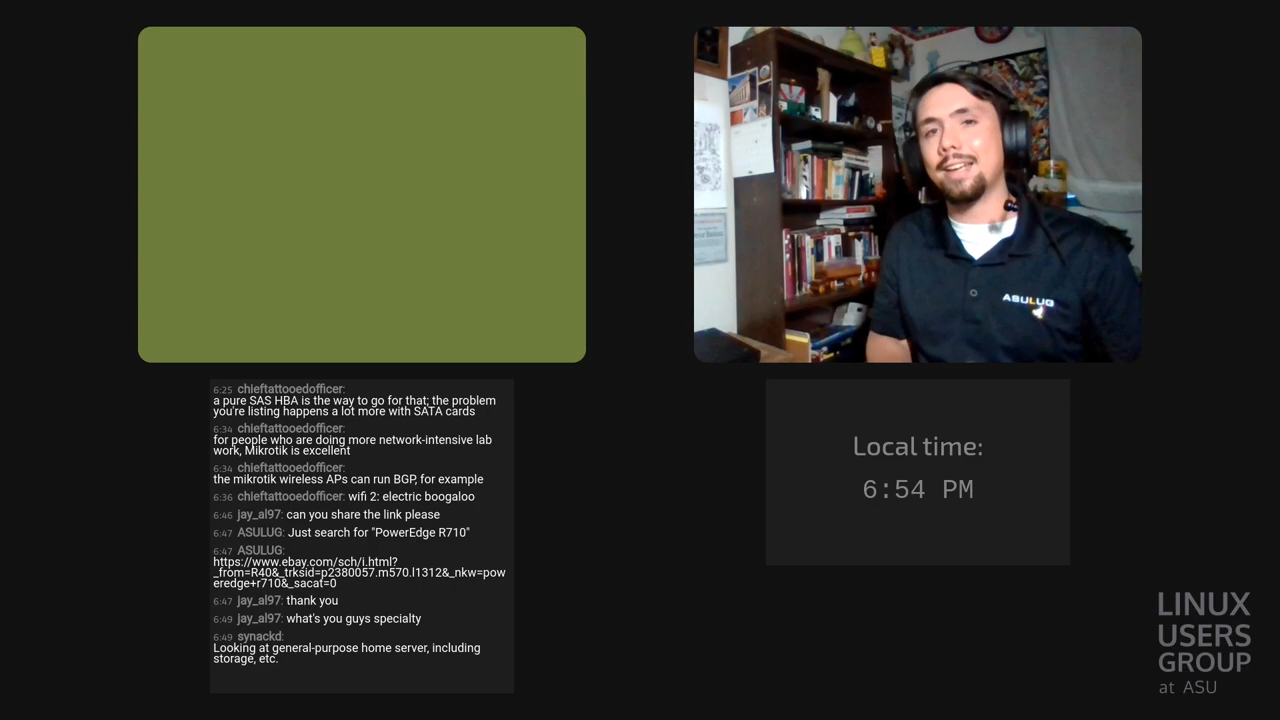 ASULUG
6:25 chieftattooedofficer:
a pure SAS HBA is the way to go for that; the problem
you're listing happens a lot more with SATA cards
6:34 chieftattooedofficer:
for people who are doing more network-intensive lab
work, Mikrotik is excellent
6:34 chieftattooedofficer:
the mikrotik wireless APs can run BGP, for example
6:36 chieftattooedofficer: wifi 2: electric boogaloo
6:46 jay_al97: can you share the link please
6:47 ASULUG: Just search for "PowerEdge R710"
6:47 ASULUG:
https://www.ebay.com/sch/i.html?
_from=R40&_trksid=p2380057.m570.l1312&_nkw=pow
eredge+r710&_sacat=0
6:47 jay_al97: thank you
6:49 jay_al97: what's you guys specialty
6:49 synackd:
Looking at general-purpose home server, including
storage, etc.
Local time:
6:54 PM
LINUX
USERS
GROUP
at ASU